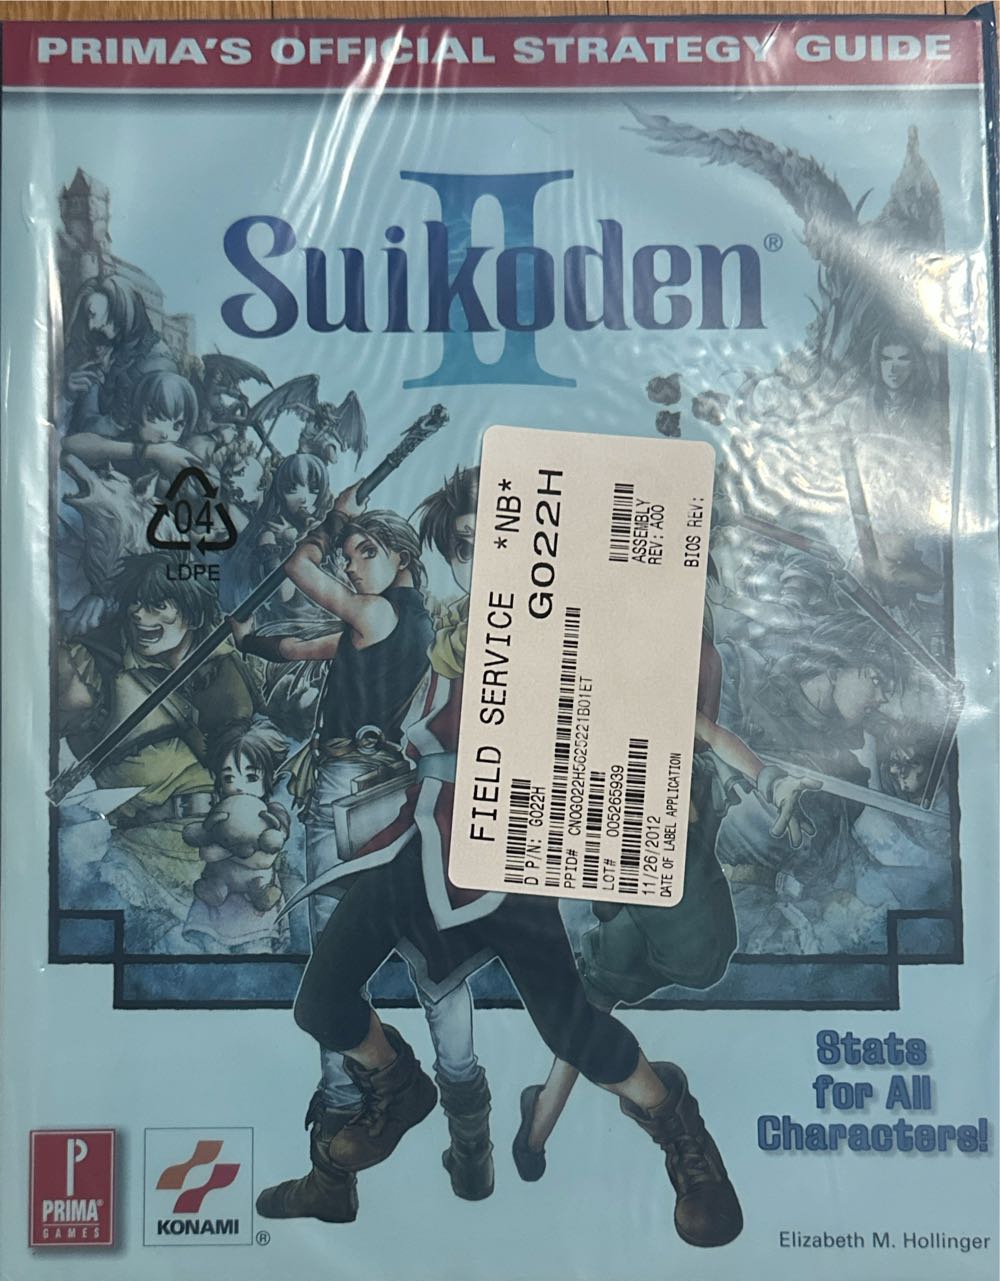 PRIMA'S OFFICIAL STRATEGY GUIDE
II
Suikoden®
04
LDPE
FIELD SERVICE *NB*
G022H
D P/N: G022H
PPID# CN0G022H5625221B01ET
LOT# 005265939
11/26/2012
DATE OF LABEL APPLICATION
ASSEMBLY
REV: A00
BIOS REV:
Stats
for All
Characters!
PRIMA®
GAMES
KONAMI®
Elizabeth M. Hollinger